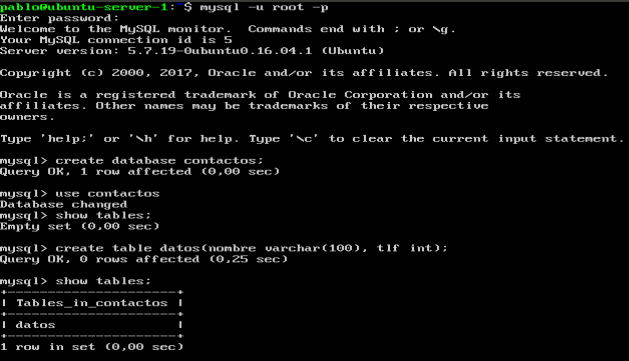 pablo@ubuntu-server-1:~$ mysql -u root -p
Enter password:
Welcome to the MySQL monitor.  Commands end with ; or \g.
Your MySQL connection id is 5
Server version: 5.7.19-0ubuntu0.16.04.1 (Ubuntu)

Copyright (c) 2000, 2017, Oracle and/or its affiliates. All rights reserved.

Oracle is a registered trademark of Oracle Corporation and/or its
affiliates. Other names may be trademarks of their respective
owners.

Type 'help;' or '\h' for help. Type '\c' to clear the current input statement.

mysql> create database contactos;
Query OK, 1 row affected (0,00 sec)

mysql> use contactos
Database changed
mysql> show tables;
Empty set (0,00 sec)

mysql> create table datos(nombre varchar(100), tlf int);
Query OK, 0 rows affected (0,25 sec)

mysql> show tables;
+---------------------+
| Tables_in_contactos |
+---------------------+
| datos               |
+---------------------+
1 row in set (0,00 sec)